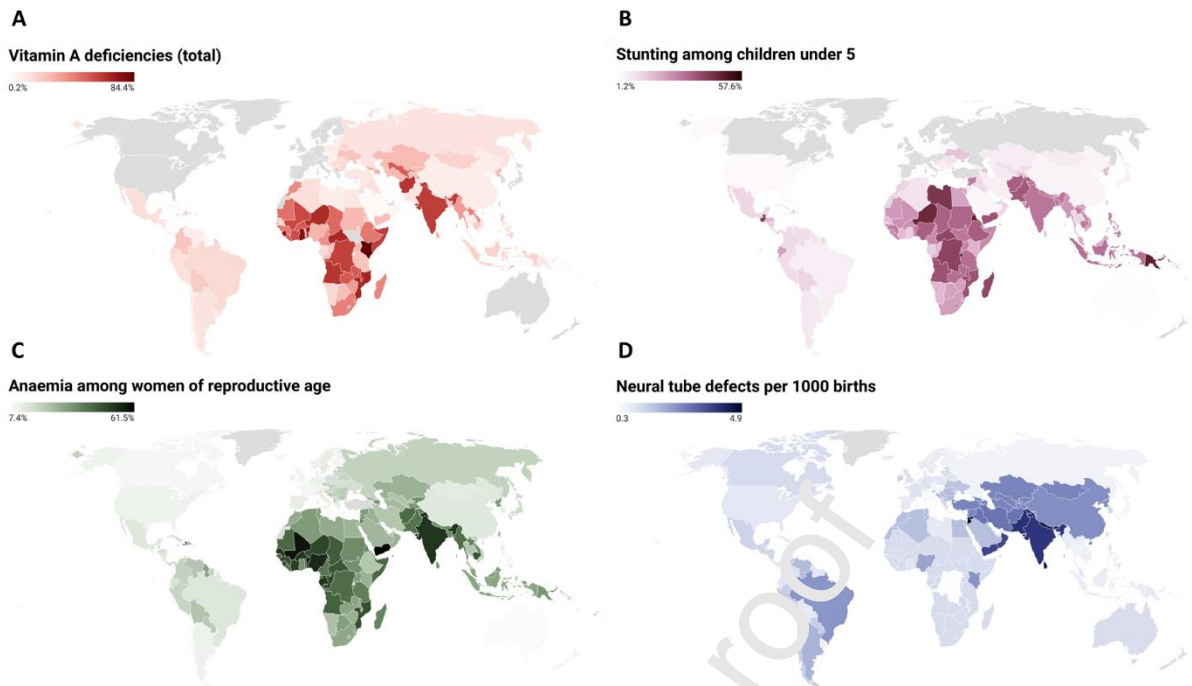 A
Vitamin A deficiencies (total)
0.2% 84.4%
B
Stunting among children under 5
1.2% 57.6%
C
Anaemia among women of reproductive age
7.4% 61.5%
D
Neural tube defects per 1000 births
0.3 4.9
roof